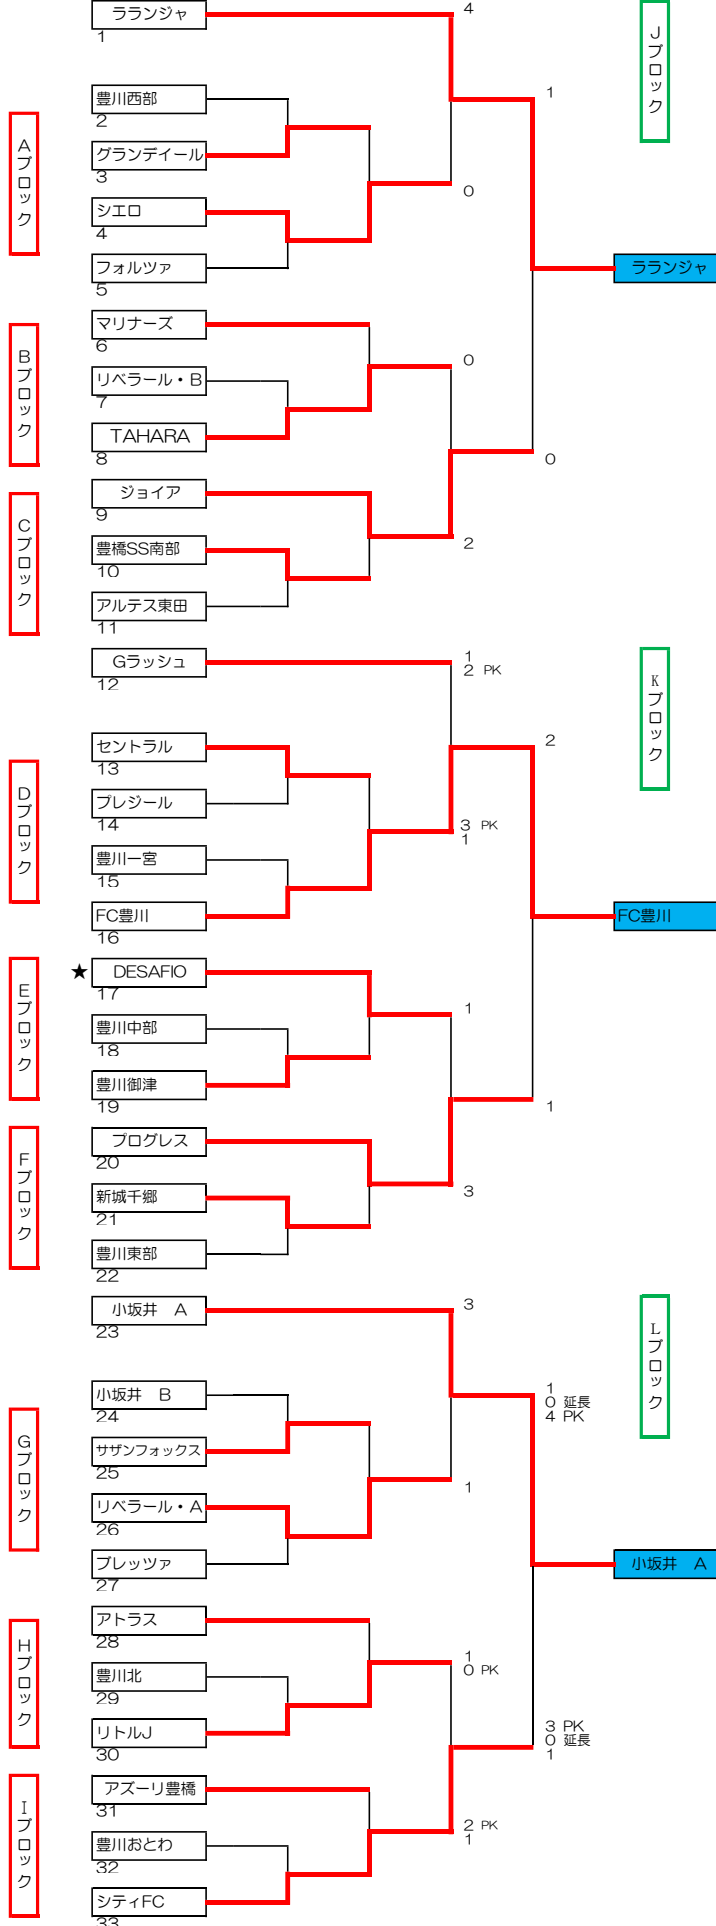 ラランジャ
1
4
Jブロック
豊川西部
2
1
Aブロック
グランデイール
3
0
シエロ
4
フォルツァ
5
ラランジャ
マリナーズ
6
Bブロック
0
リベラール・B
7
TAHARA
8
0
ジョイア
9
Cブロック
2
豊橋SS南部
10
アルテス東田
11
Gラッシュ
12
1
2 PK
Kブロック
セントラル
13
2
Dブロック
プレジール
14
3 PK
1
豊川一宮
15
FC豊川
16
FC豊川
★ DESAFIO
17
Eブロック
1
豊川中部
18
豊川御津
19
1
プログレス
20
Fブロック
3
新城千郷
21
豊川東部
22
小坂井 A
23
3
Lブロック
小坂井 B
24
1
0 延長
4 PK
Gブロック
サザンフォックス
25
1
リベラール・A
26
ブレッツァ
27
小坂井 A
アトラス
28
Hブロック
1
0 PK
豊川北
29
リトルJ
30
3 PK
0 延長
1
アズーリ豊橋
31
Iブロック
2 PK
1
豊川おとわ
32
シティFC
33